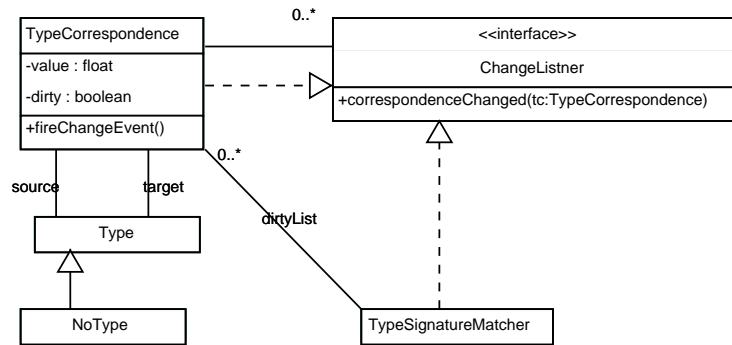 0..*
TypeCorrespondence
-value : float
-dirty : boolean
+fireChangeEvent()
<<interface>>
ChangeListner
+correspondenceChanged(tc:TypeCorrespondence)
0..*
source
target
dirtyList
Type
NoType
TypeSignatureMatcher